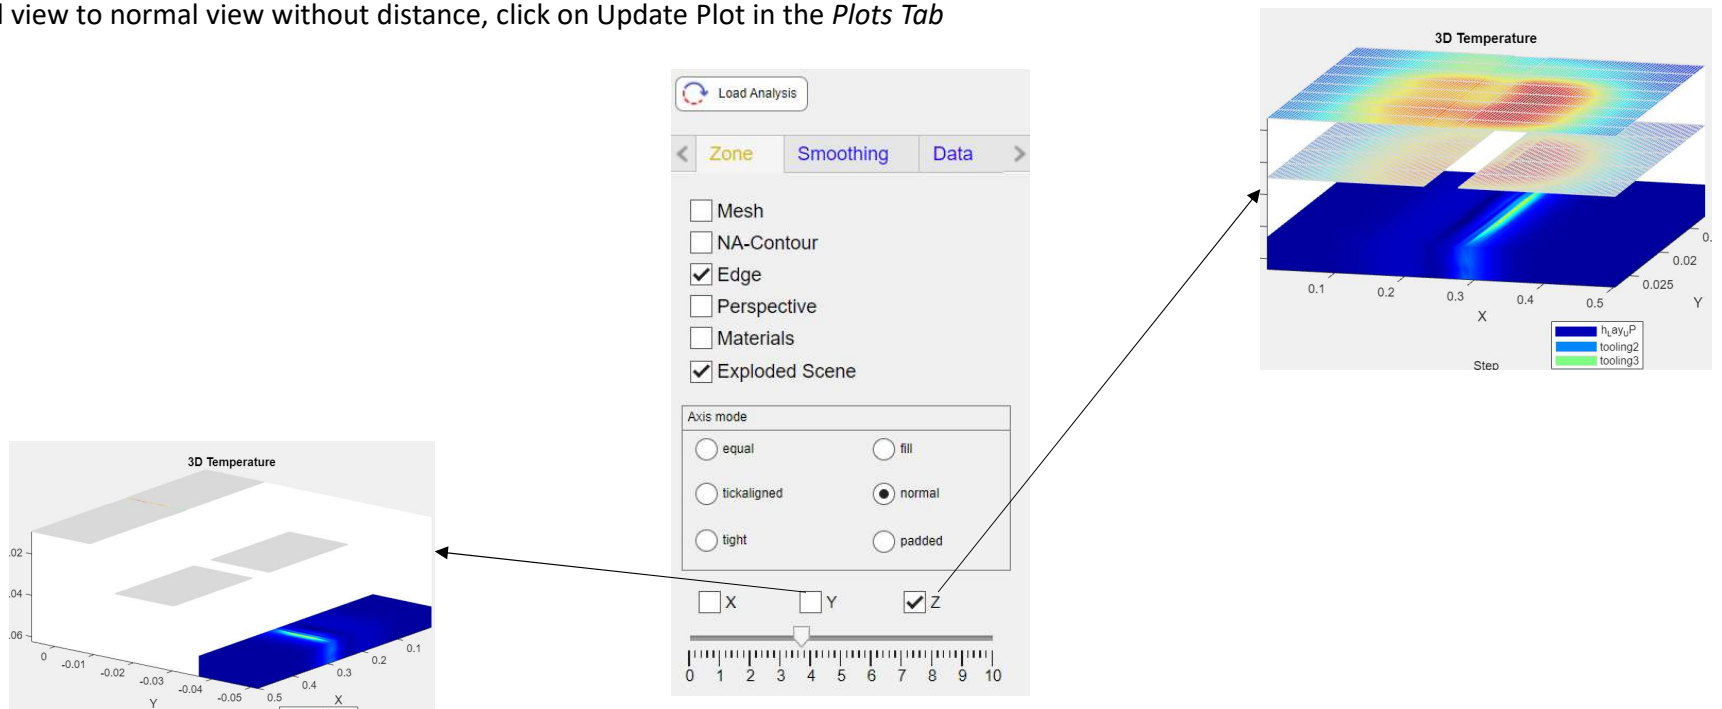 view to normal view without distance, click on Update Plot in the Plots Tab
3D Temperature
0.02
0.025
Y
0.1
0.2
0.3
0.4
0.5
X
h_Lay_UP
tooling2
tooling3
Step
Load Analysis
Zone Smoothing Data
Mesh
NA-Contour
Edge
Perspective
Materials
Exploded Scene
Axis mode
equal
fill
tickaligned
normal
tight
padded
X Y Z
0 1 2 3 4 5 6 7 8 9 10
3D Temperature
.02
.04
.06
0
-0.01
-0.02
-0.03
-0.04
-0.05
Y
0.5
0.4
0.3
0.2
0.1
X